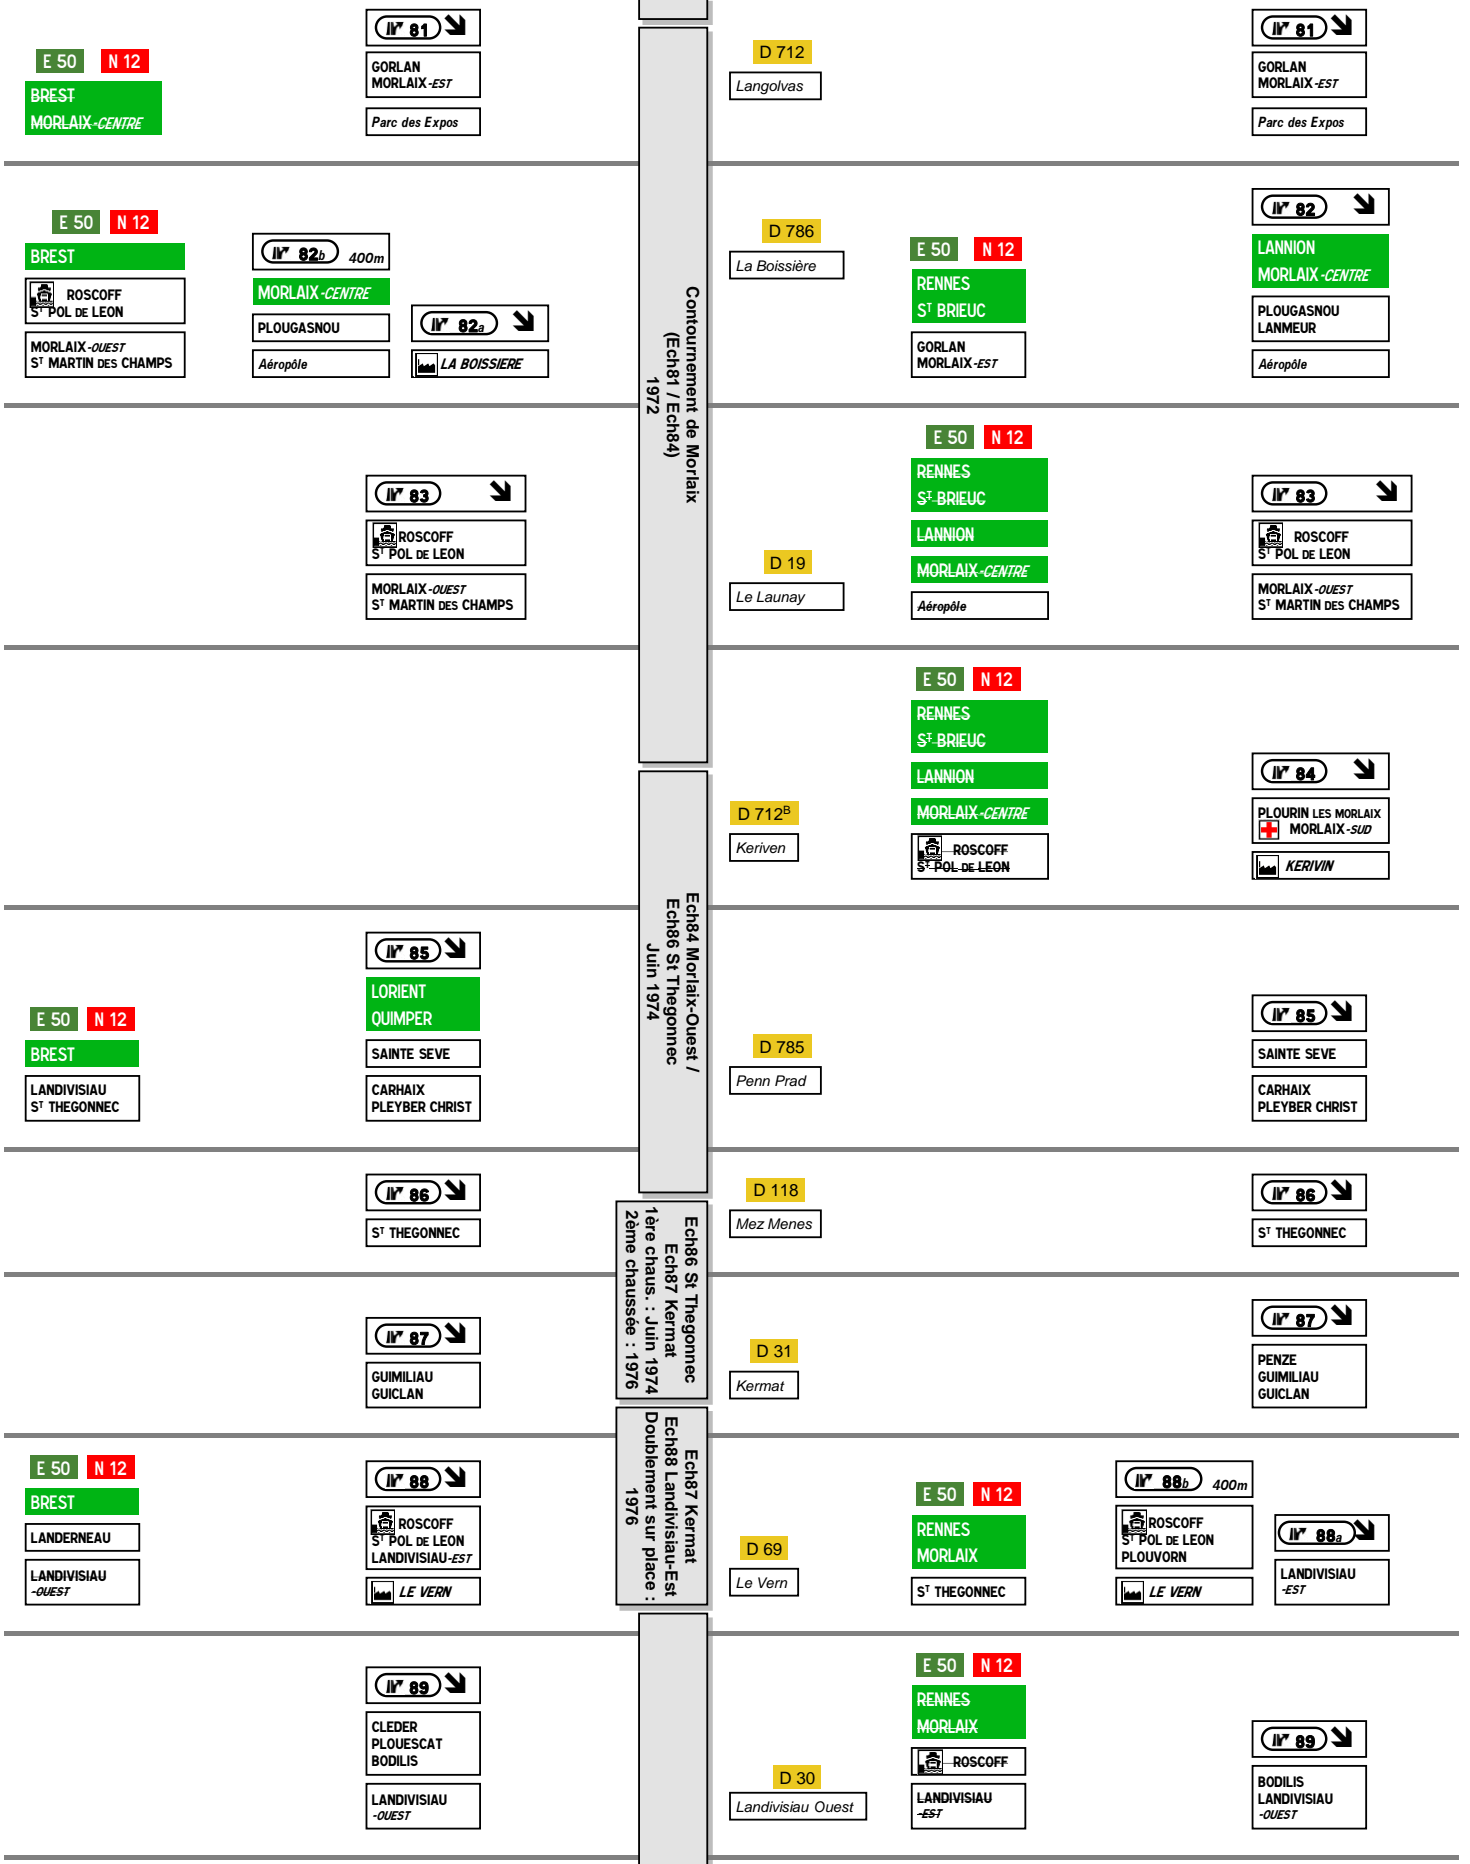 81
GORLAN
MORLAIX-EST
Parc des Expos
E 50 N 12
BREST
MORLAIX-CENTRE
D 712
Langolvas
81
GORLAN
MORLAIX-EST
Parc des Expos
E 50 N 12
BREST
ROSCOFF
ST POL DE LEON
MORLAIX-OUEST
ST MARTIN DES CHAMPS
82b 400m
MORLAIX-CENTRE
PLOUGASNOU
Aéropôle
82a
LA BOISSIERE
Contournement de Morlaix
(Ech81 / Ech84)
1972
D 786
La Boissière
E 50 N 12
RENNES
ST BRIEUC
GORLAN
MORLAIX-EST
82
LANNION
MORLAIX-CENTRE
PLOUGASNOU
LANMEUR
Aéropôle
83
ROSCOFF
ST POL DE LEON
MORLAIX-OUEST
ST MARTIN DES CHAMPS
D 19
Le Launay
E 50 N 12
RENNES
ST BRIEUC
LANNION
MORLAIX-CENTRE
Aéropôle
83
ROSCOFF
ST POL DE LEON
MORLAIX-OUEST
ST MARTIN DES CHAMPS
D 712B
Keriven
E 50 N 12
RENNES
ST BRIEUC
LANNION
MORLAIX-CENTRE
ROSCOFF
ST POL DE LEON
84
PLOURIN LES MORLAIX
MORLAIX-SUD
KERIVIN
Ech84 Morlaix-Ouest /
Ech86 St Thegonnec
Juin 1974
E 50 N 12
BREST
LANDIVISIAU
ST THEGONNEC
85
LORIENT
QUIMPER
SAINTE SEVE
CARHAIX
PLEYBER CHRIST
D 785
Penn Prad
85
SAINTE SEVE
CARHAIX
PLEYBER CHRIST
86
ST THEGONNEC
D 118
Mez Menes
86
ST THEGONNEC
Ech86 St Thegonnec
Ech87 Kermat
1ère chaus. : Juin 1974
2ème chaussée : 1976
87
GUIMILIAU
GUICLAN
D 31
Kermat
87
PENZE
GUIMILIAU
GUICLAN
Ech87 Kermat
Ech88 Landivisiau-Est
Doublement sur place :
1976
E 50 N 12
BREST
LANDERNEAU
LANDIVISIAU
-OUEST
88
ROSCOFF
ST POL DE LEON
LANDIVISIAU-EST
LE VERN
D 69
Le Vern
E 50 N 12
RENNES
MORLAIX
ST THEGONNEC
88b 400m
ROSCOFF
ST POL DE LEON
PLOUVORN
LE VERN
88a
LANDIVISIAU
-EST
89
CLEDER
PLOUESCAT
BODILIS
LANDIVISIAU
-OUEST
D 30
Landivisiau Ouest
E 50 N 12
RENNES
MORLAIX
ROSCOFF
LANDIVISIAU
-EST
89
BODILIS
LANDIVISIAU
-OUEST